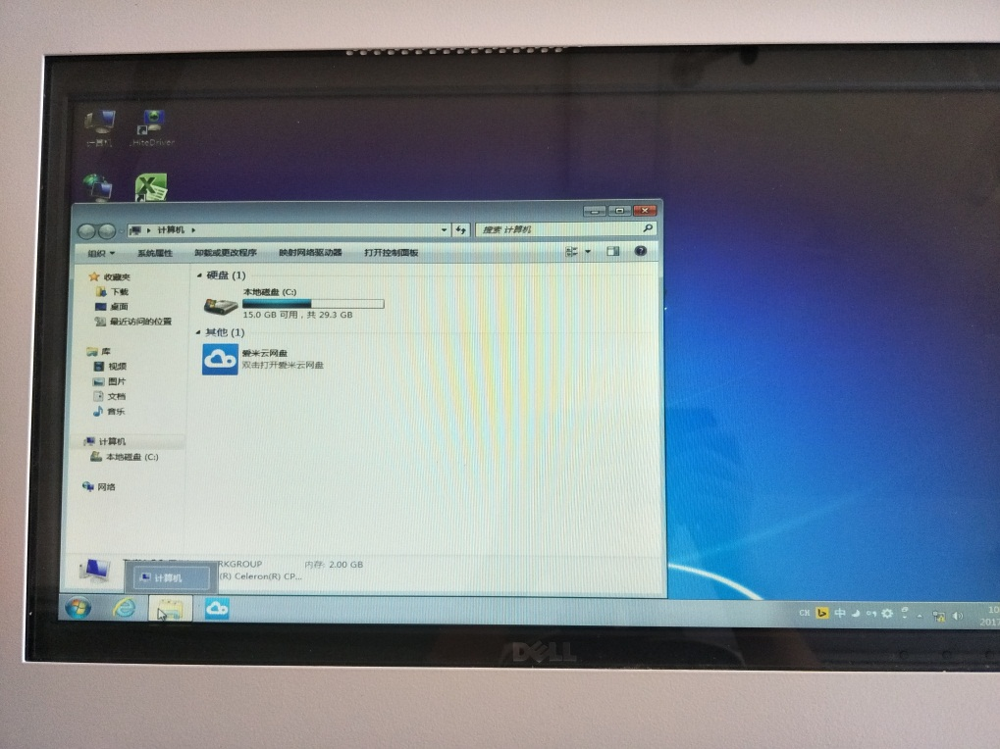 计算机
HiteDriver
计算机
搜索 计算机
组织
系统属性
卸载或更改程序
映射网络驱动器
打开控制面板
收藏夹
下载
桌面
最近访问的位置
库
视频
图片
文档
音乐
计算机
本地磁盘 (C:)
网络
硬盘 (1)
本地磁盘 (C:)
15.0 GB 可用，共 29.3 GB
其他 (1)
爱米云网盘
双击打开爱米云网盘
RKGROUP
内存: 2.00 GB
(R) Celeron(R) CP...
计算机
CH
中
10
2017
DELL